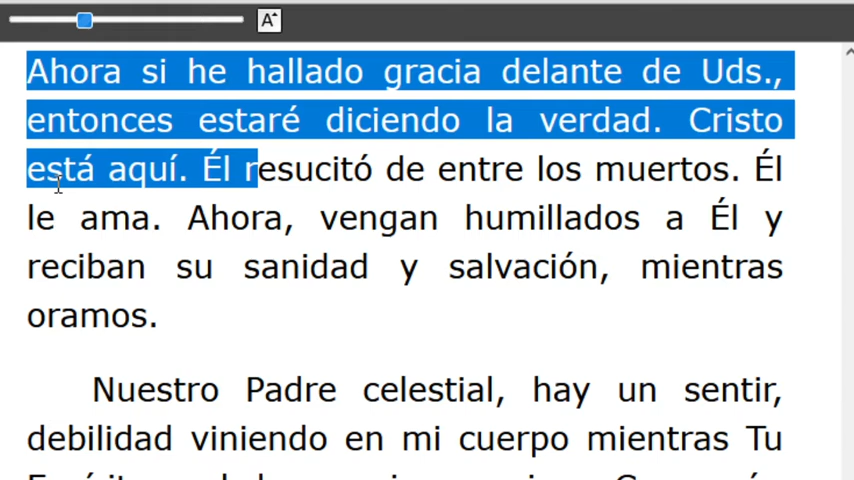 A
Ahora si he hallado gracia delante de Uds.,
entonces estaré diciendo la verdad. Cristo
está aquí. Él resucitó de entre los muertos. Él
le ama. Ahora, vengan humillados a Él y
reciban su sanidad y salvación, mientras
oramos.
Nuestro Padre celestial, hay un sentir,
debilidad viniendo en mi cuerpo mientras Tu